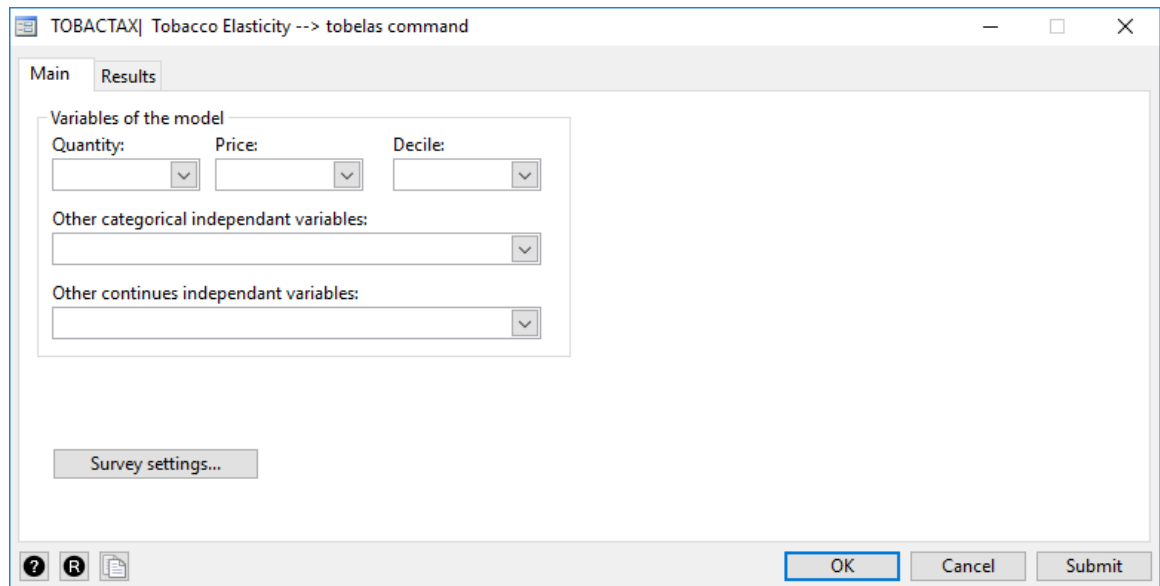 TOBACTAX| Tobacco Elasticity --> tobelas command
Main Results
Variables of the model
Quantity: Price: Decile:
Other categorical independant variables:
Other continues independant variables:
Survey settings...
? R OK Cancel Submit